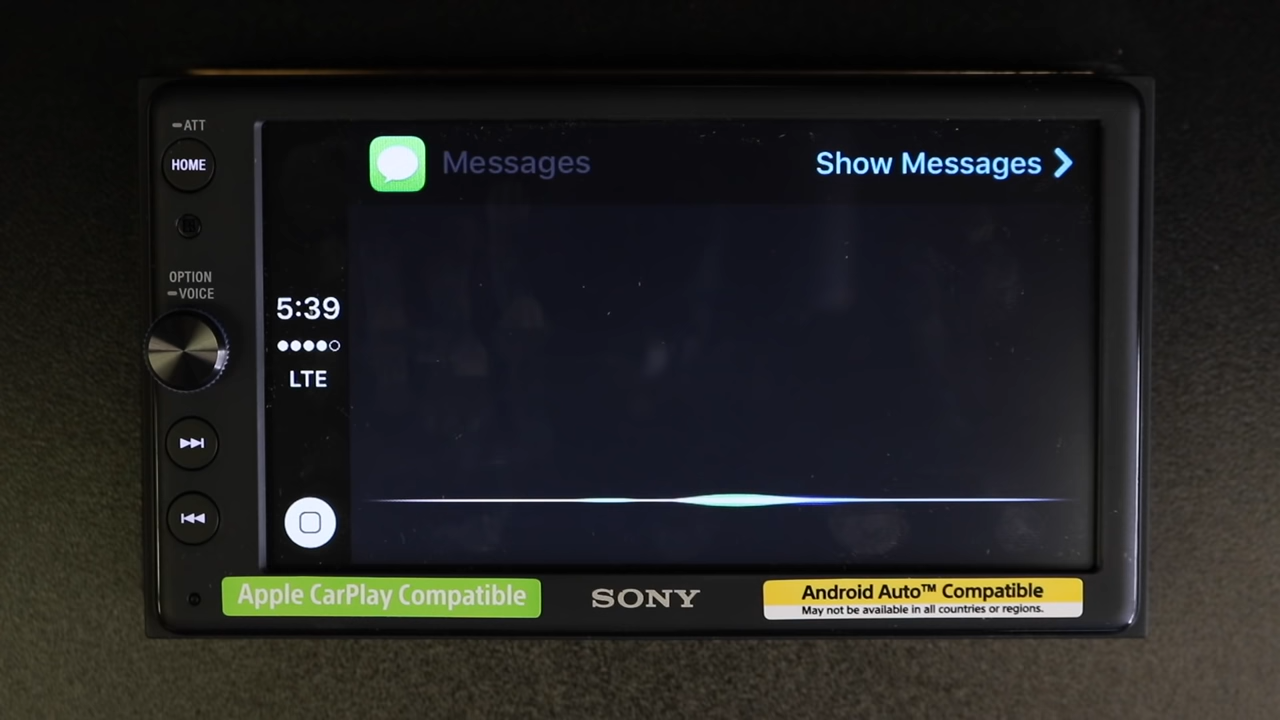 ATT
HOME
OPTION
VOICE
Messages
Show Messages
5:39
LTE
Apple CarPlay Compatible
SONY
Android Auto™ Compatible
May not be available in all countries or regions.